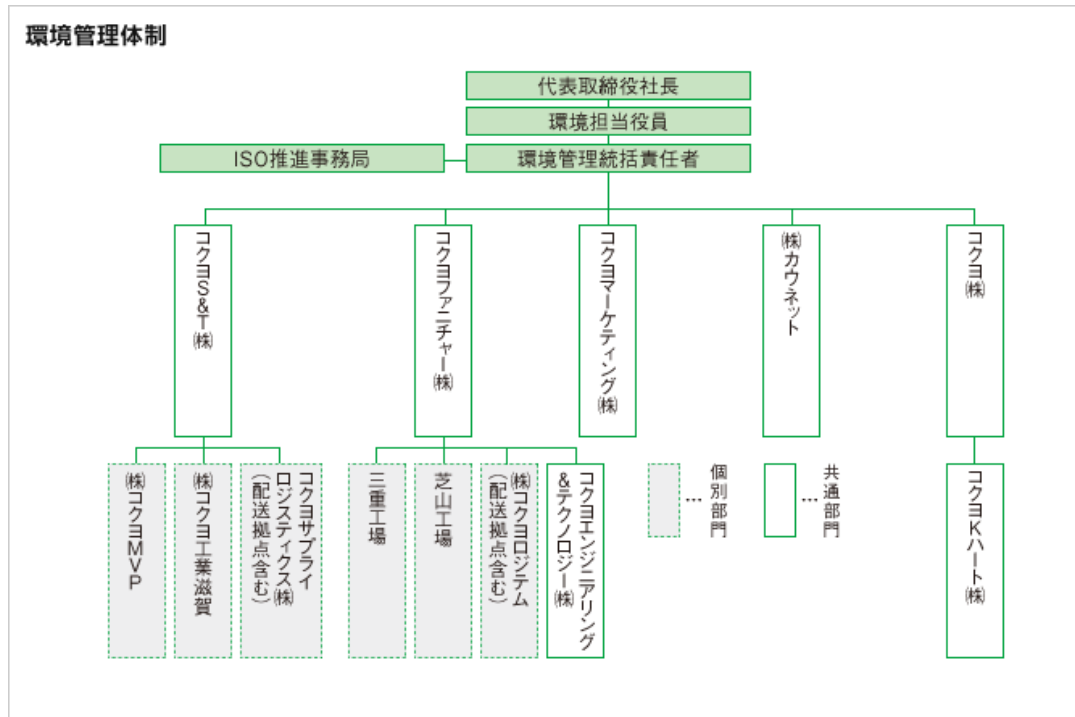 環境管理体制
代表取締役社長
環境担当役員
ISO推進事務局
環境管理統括責任者
コクヨS&T㈱
コクヨファニチャー㈱
コクヨマーケティング㈱
㈱カウネット
コクヨ㈱
㈱コクヨMVP
㈱コクヨ工業滋賀
コクヨサプライ
ロジスティクス㈱
（配送拠点含む）
三重工場
芝山工場
㈱コクヨロジテム
（配送拠点含む）
コクヨエンジニアリング
&テクノロジー㈱
…個別部門
…共通部門
コクヨKハート㈱